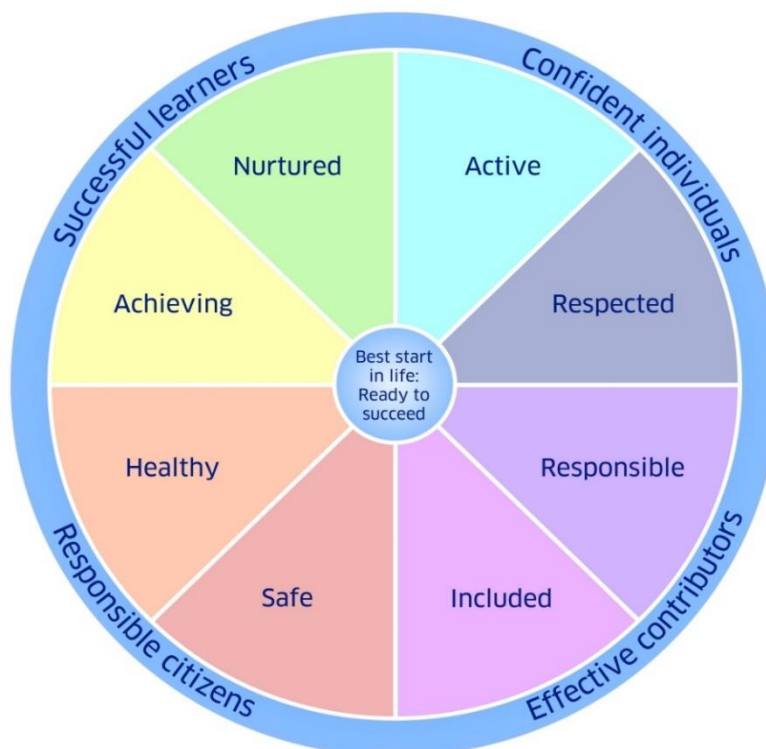 Successful learners
Confident individuals
Nurtured
Active
Achieving
Respected
Best start
in life:
Ready to
succeed
Healthy
Responsible
Safe
Included
Responsible citizens
Effective contributors